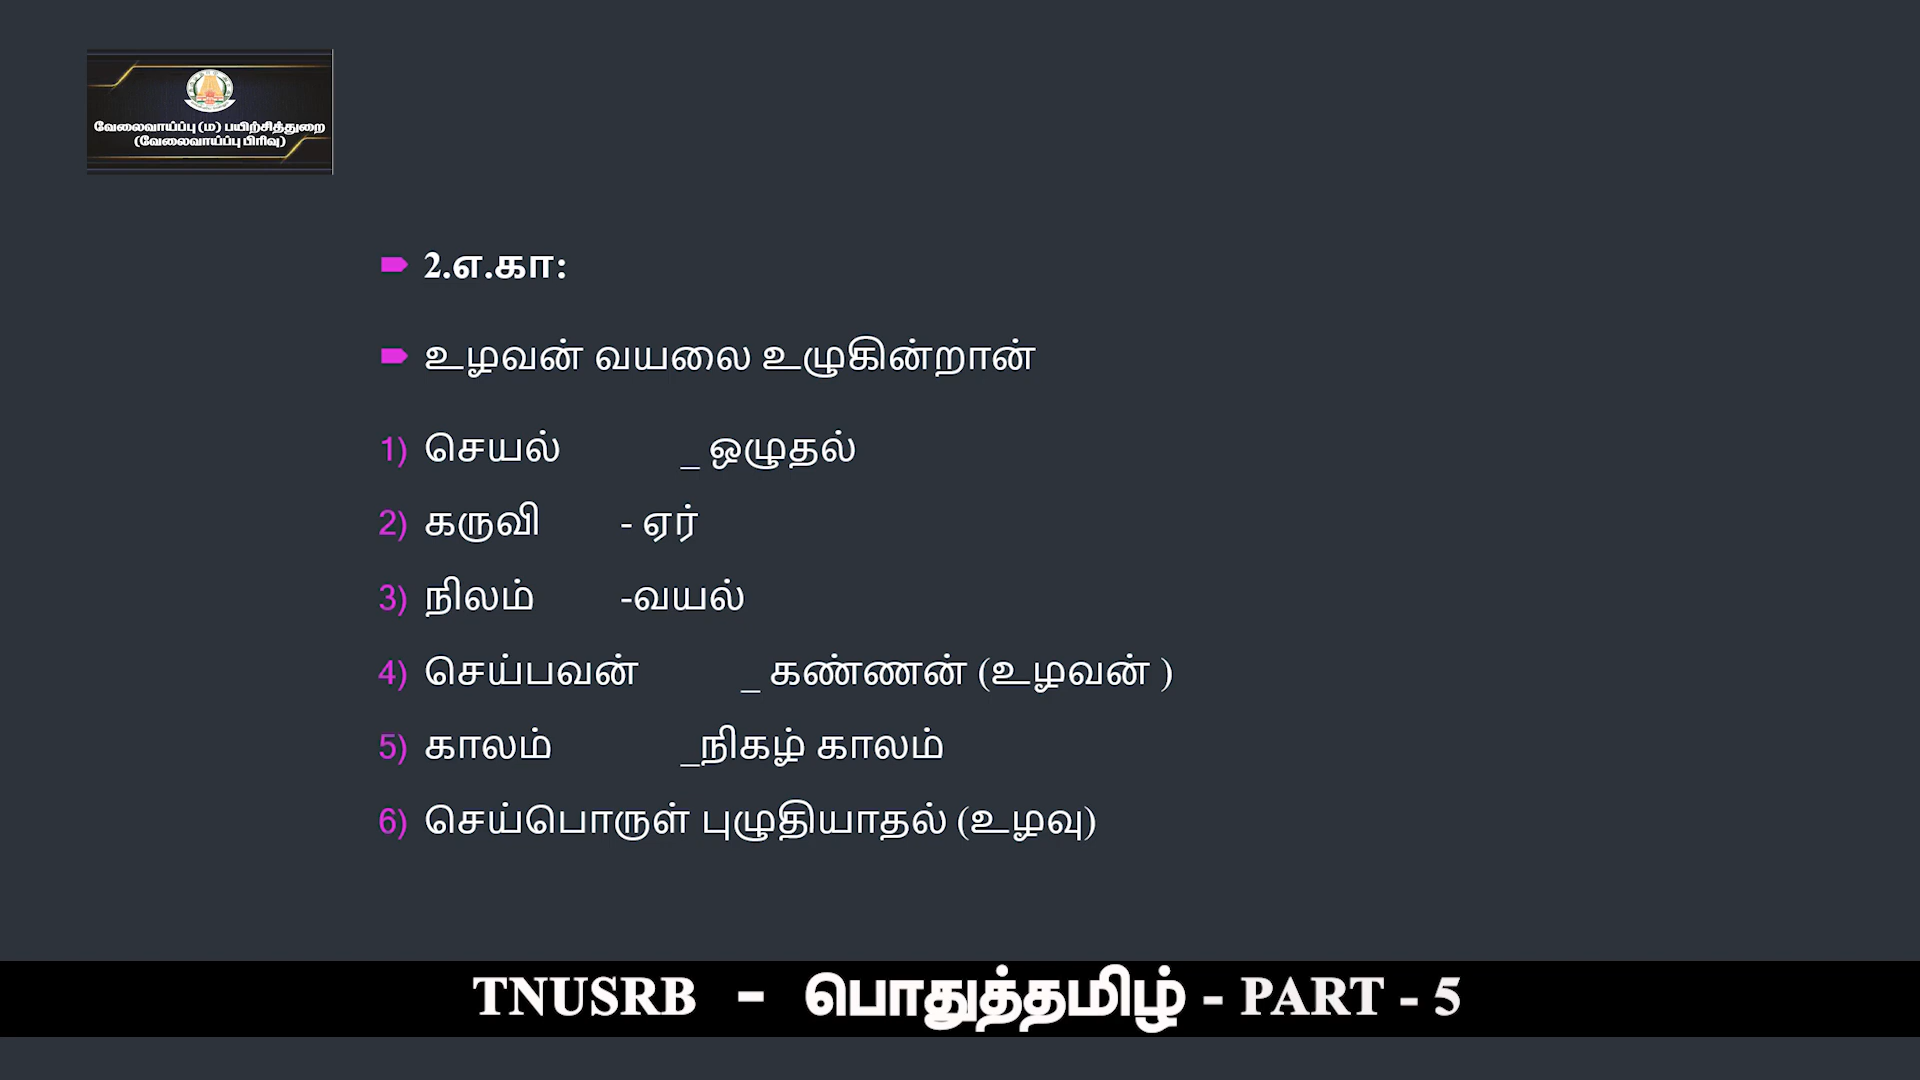 வேலைவாய்ப்பு (ம) பயிற்சித்துறை
(வேலைவாய்ப்பு பிரிவு)
2.எ.கா:
உழவன் வயலை உழுகின்றான்
1) செயல் _ ஒழுதல்
2) கருவி - ஏர்
3) நிலம் -வயல்
4) செய்பவன் _ கண்ணன் (உழவன் )
5) காலம் _நிகழ் காலம்
6) செய்பொருள் புழுதியாதல் (உழவு)
TNUSRB - பொதுத்தமிழ் - PART - 5